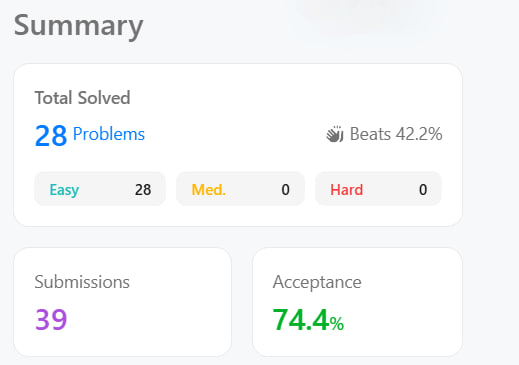 Summary
Total Solved
28 Problems Beats 42.2%
Easy 28 Med. 0 Hard 0
Submissions Acceptance
39 74.4%